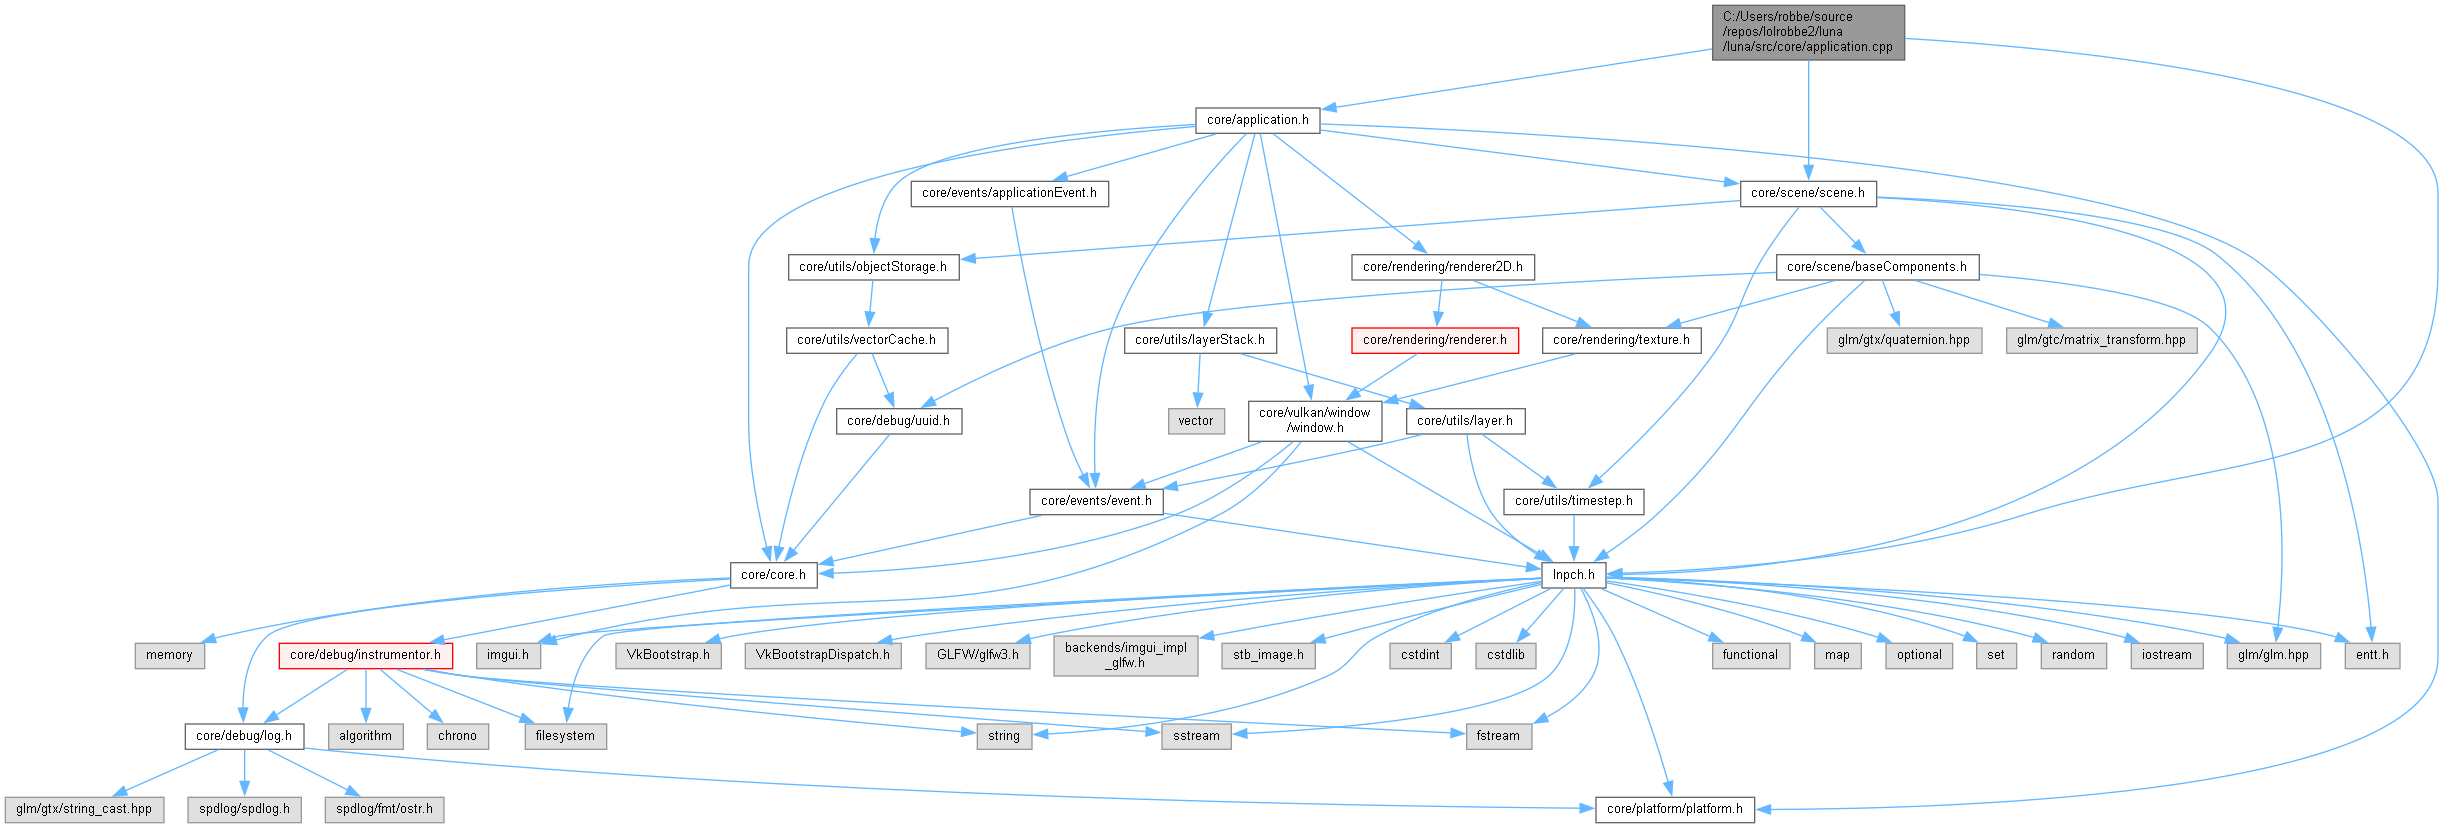 C:/Users/robbe/source
/repos/lolrobbe2/luna
/luna/src/core/application.cpp
core/application.h
core/events/applicationEvent.h
core/scene/scene.h
core/utils/objectStorage.h
core/rendering/renderer2D.h
core/scene/baseComponents.h
core/utils/vectorCache.h
core/utils/layerStack.h
core/rendering/renderer.h
core/rendering/texture.h
glm/gtx/quaternion.hpp
glm/gtc/matrix_transform.hpp
core/debug/uuid.h
vector
core/vulkan/window
/window.h
core/utils/layer.h
core/events/event.h
core/utils/timestep.h
core/core.h
lnpch.h
memory
core/debug/instrumentor.h
imgui.h
VkBootstrap.h
VkBootstrapDispatch.h
GLFW/glfw3.h
backends/imgui_impl
_glfw.h
stb_image.h
cstdint
cstdlib
functional
map
optional
set
random
iostream
glm/glm.hpp
entt.h
core/debug/log.h
algorithm
chrono
filesystem
string
sstream
fstream
glm/gtx/string_cast.hpp
spdlog/spdlog.h
spdlog/fmt/ostr.h
core/platform/platform.h